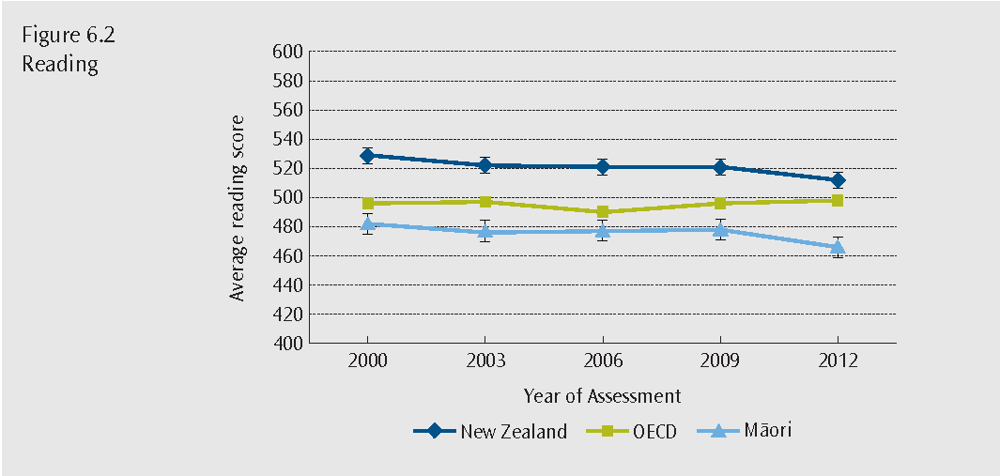 Figure 6.2
Reading
600
580
560
540
520
500
480
460
440
420
400
Average reading score
2000 2003 2006 2009 2012
Year of Assessment
New Zealand OECD Māori